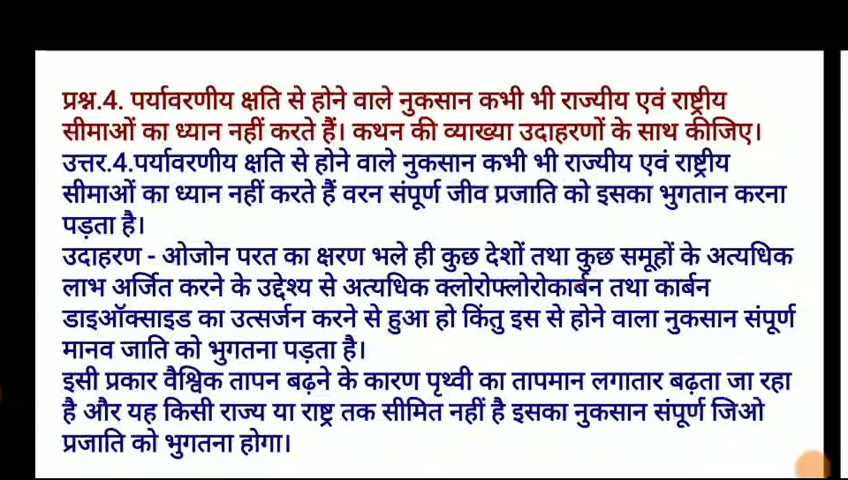 प्रश्न.4. पर्यावरणीय क्षति से होने वाले नुकसान कभी भी राज्यीय एवं राष्ट्रीय
सीमाओं का ध्यान नहीं करते हैं। कथन की व्याख्या उदाहरणों के साथ कीजिए।
उत्तर.4.पर्यावरणीय क्षति से होने वाले नुकसान कभी भी राज्यीय एवं राष्ट्रीय
सीमाओं का ध्यान नहीं करते हैं वरन संपूर्ण जीव प्रजाति को इसका भुगतान करना
पड़ता है।
उदाहरण - ओजोन परत का क्षरण भले ही कुछ देशों तथा कुछ समूहों के अत्यधिक
लाभ अर्जित करने के उद्देश्य से अत्यधिक क्लोरोफ्लोरोकार्बन तथा कार्बन
डाइऑक्साइड का उत्सर्जन करने से हुआ हो किंतु इस से होने वाला नुकसान संपूर्ण
मानव जाति को भुगतना पड़ता है।
इसी प्रकार वैश्विक तापन बढ़ने के कारण पृथ्वी का तापमान लगातार बढ़ता जा रहा
है और यह किसी राज्य या राष्ट्र तक सीमित नहीं है इसका नुकसान संपूर्ण जिओ
प्रजाति को भुगतना होगा।